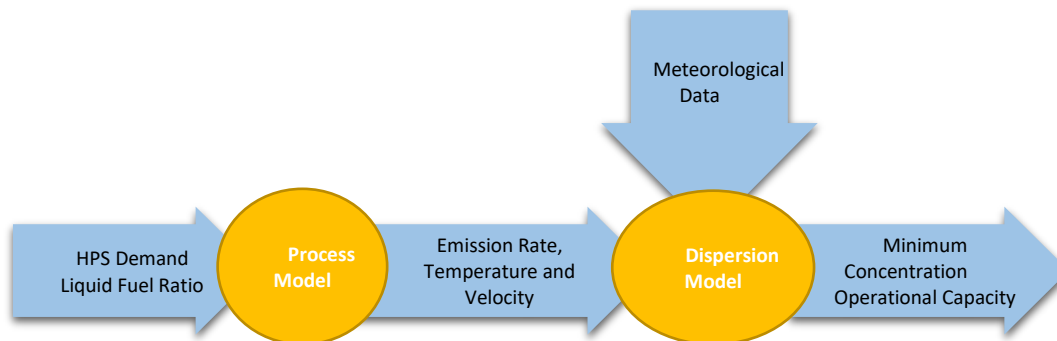 Meteorological
Data
HPS Demand
Liquid Fuel Ratio
Process
Model
Emission Rate,
Temperature and
Velocity
Dispersion
Model
Minimum
Concentration
Operational Capacity